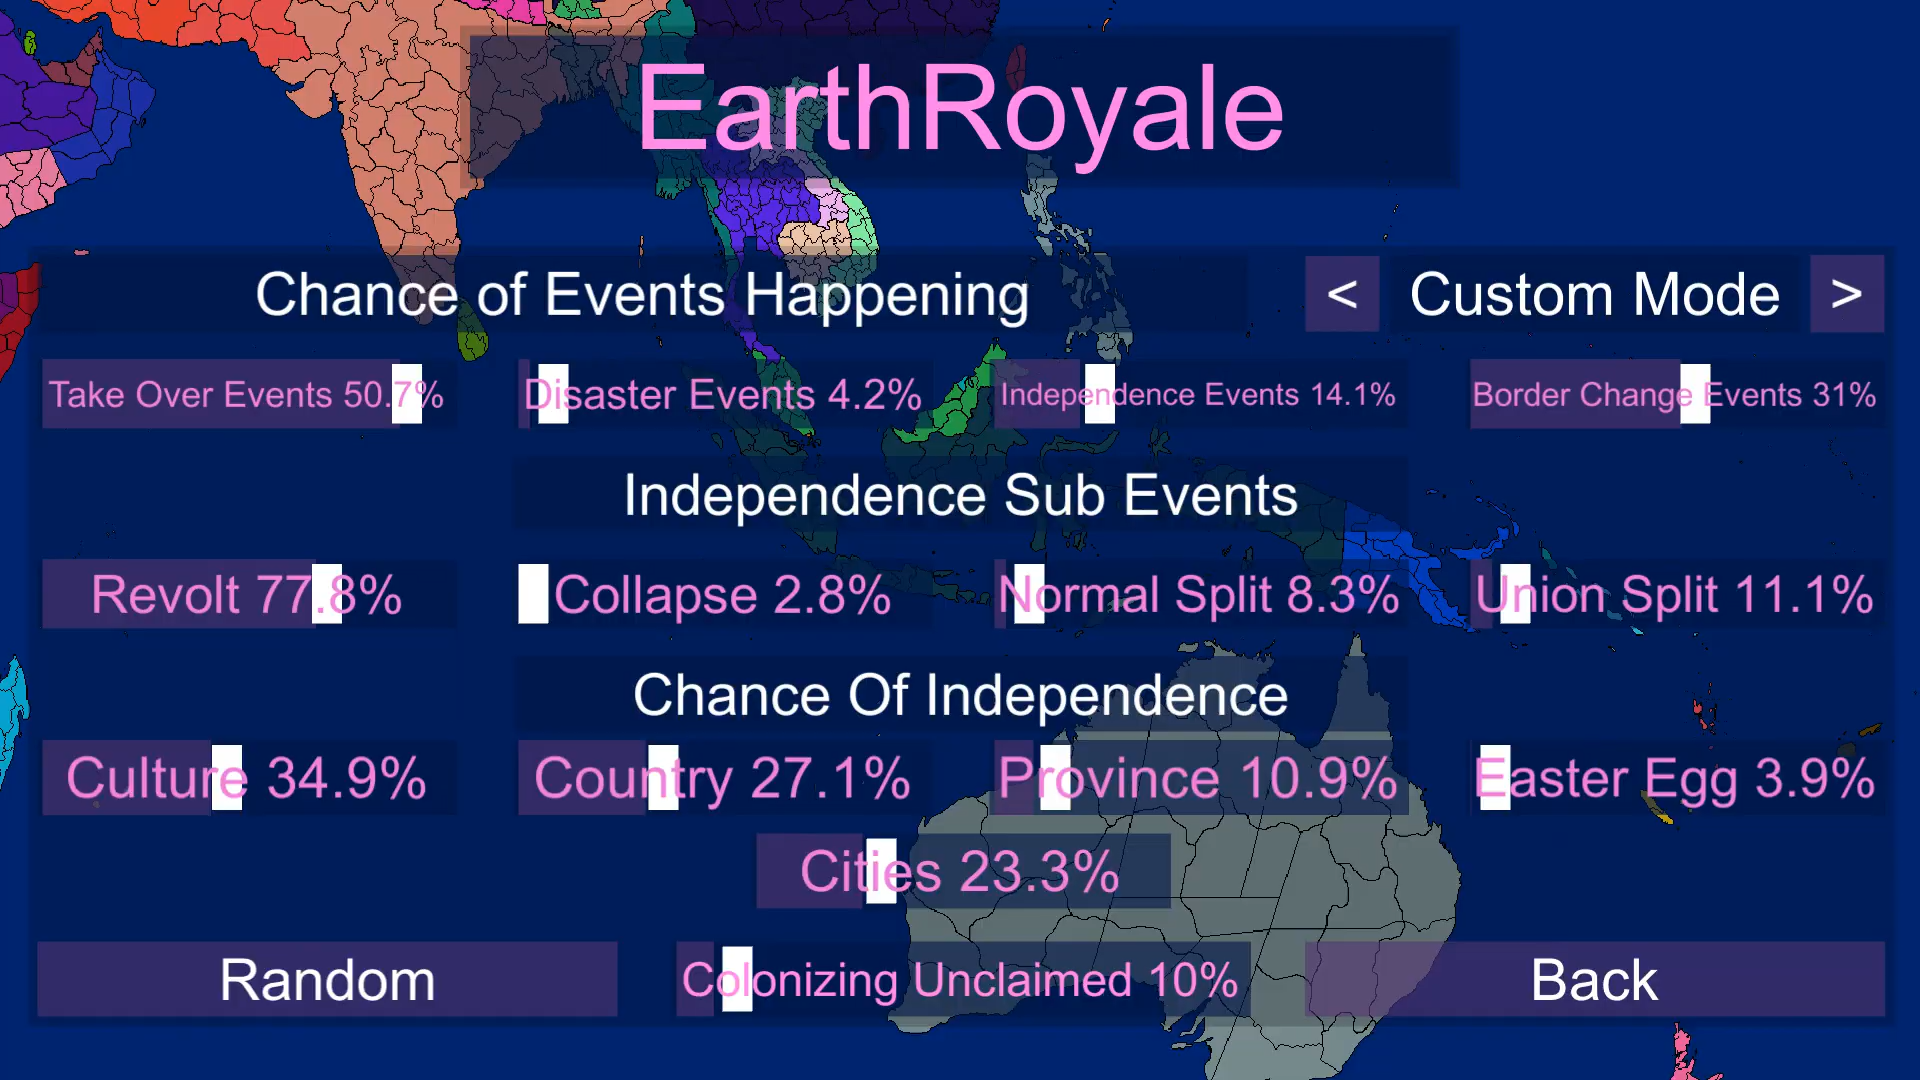 EarthRoyale
Chance of Events Happening
< Custom Mode >
Take Over Events 50.7%
Disaster Events 4.2%
Independence Events 14.1%
Border Change Events 31%
Independence Sub Events
Revolt 77.8%
Collapse 2.8%
Normal Split 8.3%
Union Split 11.1%
Chance Of Independence
Culture 34.9%
Country 27.1%
Province 10.9%
Easter Egg 3.9%
Cities 23.3%
Random
Colonizing Unclaimed 10%
Back